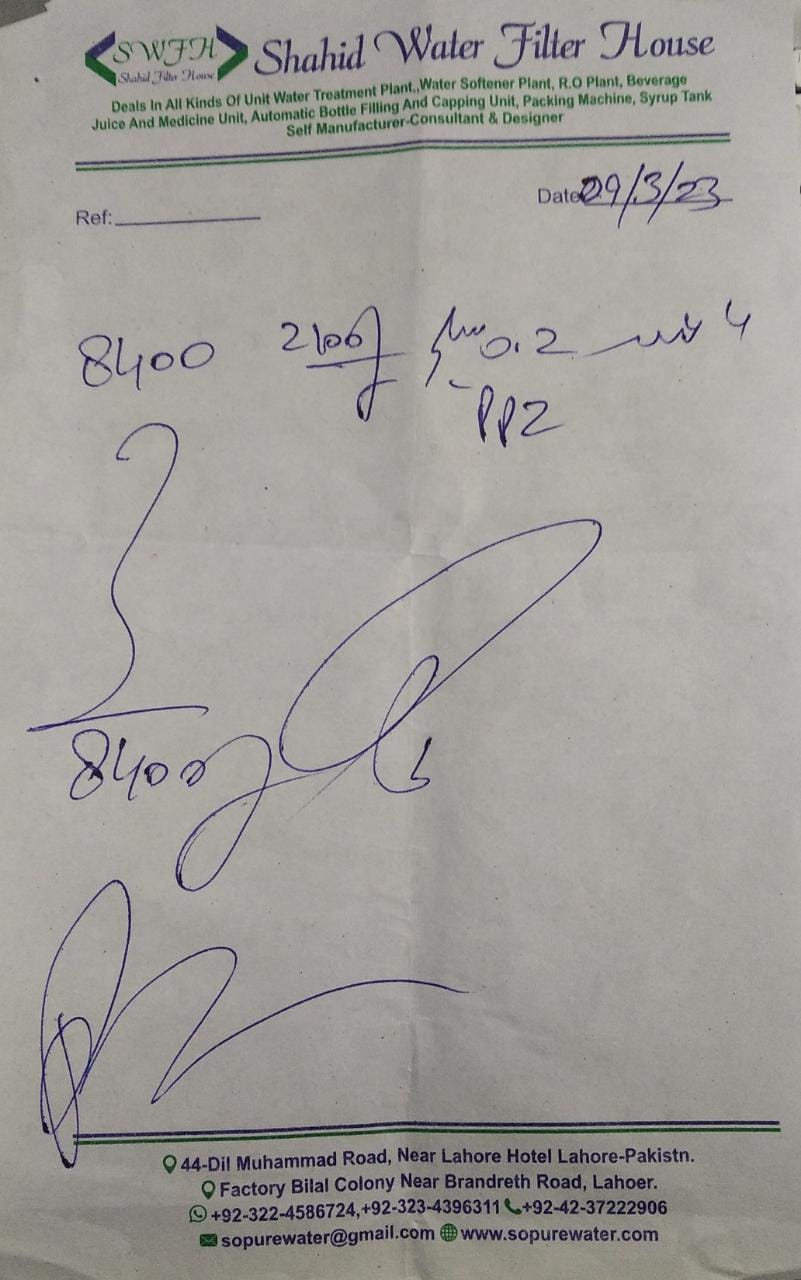 SWFH
Shahid Filter House
Shahid Water Filter House
Deals In All Kinds Of Unit Water Treatment Plant,,Water Softener Plant, R.O Plant, Beverage
Juice And Medicine Unit, Automatic Bottle Filling And Capping Unit, Packing Machine, Syrup Tank
Self Manufacturer-Consultant & Designer
Ref:
Date 09/3/23
8400 2100 0.2 4
PPZ
8400
44-Dil Muhammad Road, Near Lahore Hotel Lahore-Pakistn.
Factory Bilal Colony Near Brandreth Road, Lahoer.
+92-322-4586724,+92-323-4396311 +92-42-37222906
sopurewater@gmail.com www.sopurewater.com